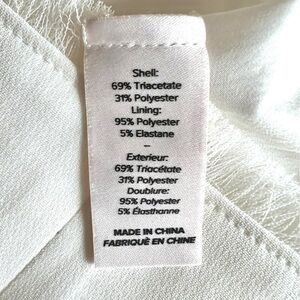 Shell:
69% Triacetate
31% Polyester
Lining:
95% Polyester
5% Elastane
–
Exterieur:
69% Triacétate
31% Polyester
Doublure:
95% Polyester
5% Élasthanne
MADE IN CHINA
FABRIQUÉ EN CHINE